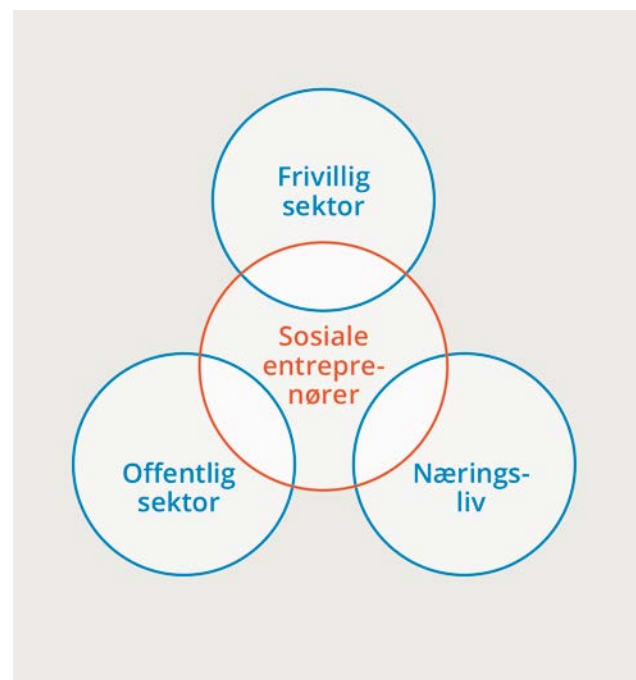 Frivillig
sektor
Sosiale
entrepre-
nører
Offentlig
sektor
Nærings-
liv